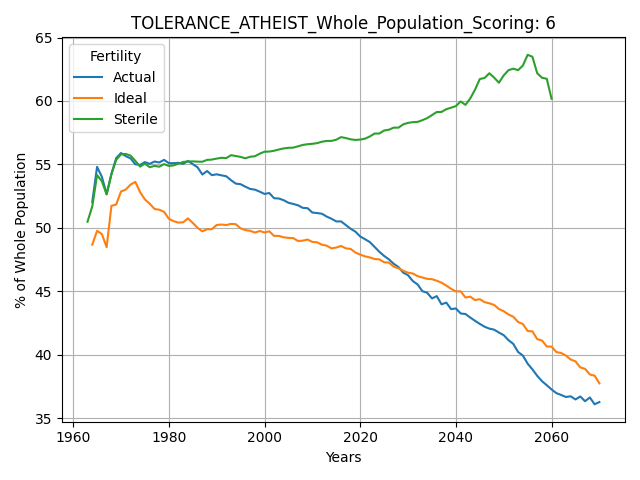 TOLERANCE_ATHEIST_Whole_Population_Scoring: 6
65
60
55
50
45
40
35
% of Whole Population
Fertility
Actual
Ideal
Sterile
1960 1980 2000 2020 2040 2060
Years